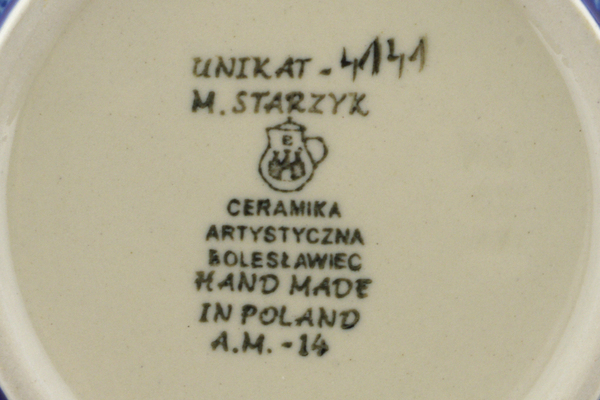 UNIKAT - 4141
M. STARZYK
CERAMIKA
ARTYSTYCZNA
BOLESŁAWIEC
HAND MADE
IN POLAND
A.M. - 14